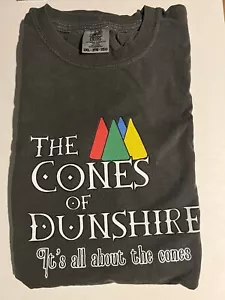 THE
CONES
OF
DUNSHIRE
It's all about the cones